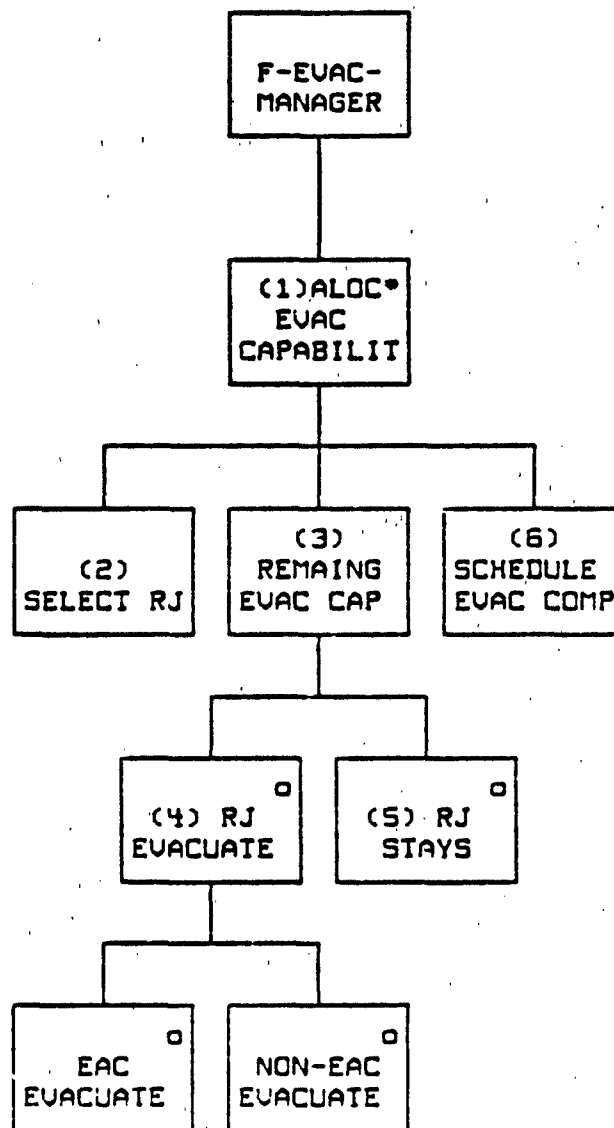 F-EVAC-
MANAGER
(1)ALOC*
EVAC
CAPABILIT
(2)
SELECT RJ
(3)
REMAING
EVAC CAP
(6)
SCHEDULE
EVAC COMP
(4) RJ
EVACUATE
(5) RJ
STAYS
EAC
EVACUATE
NON-EAC
EVACUATE